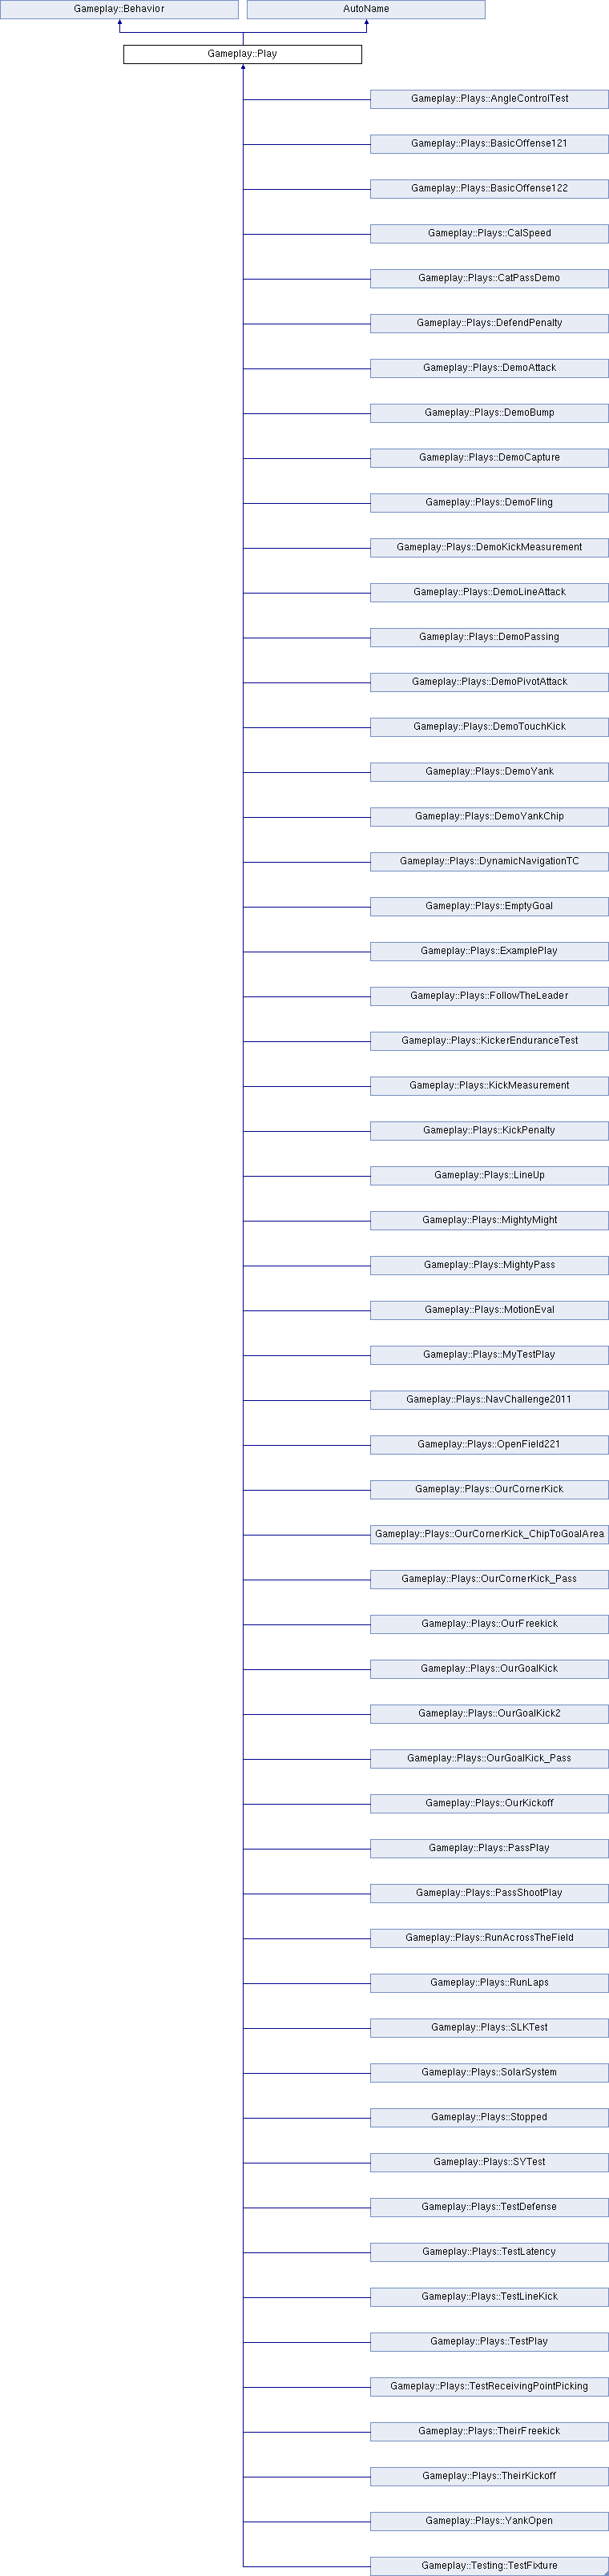 Gameplay::Behavior
AutoName
Gameplay::Play
Gameplay::Plays::AngleControlTest
Gameplay::Plays::BasicOffense121
Gameplay::Plays::BasicOffense122
Gameplay::Plays::CalSpeed
Gameplay::Plays::CatPassDemo
Gameplay::Plays::DefendPenalty
Gameplay::Plays::DemoAttack
Gameplay::Plays::DemoBump
Gameplay::Plays::DemoCapture
Gameplay::Plays::DemoFling
Gameplay::Plays::DemoKickMeasurement
Gameplay::Plays::DemoLineAttack
Gameplay::Plays::DemoPassing
Gameplay::Plays::DemoPivotAttack
Gameplay::Plays::DemoTouchKick
Gameplay::Plays::DemoYank
Gameplay::Plays::DemoYankChip
Gameplay::Plays::DynamicNavigationTC
Gameplay::Plays::EmptyGoal
Gameplay::Plays::ExamplePlay
Gameplay::Plays::FollowTheLeader
Gameplay::Plays::KickerEnduranceTest
Gameplay::Plays::KickMeasurement
Gameplay::Plays::KickPenalty
Gameplay::Plays::LineUp
Gameplay::Plays::MightyMight
Gameplay::Plays::MightyPass
Gameplay::Plays::MotionEval
Gameplay::Plays::MyTestPlay
Gameplay::Plays::NavChallenge2011
Gameplay::Plays::OpenField221
Gameplay::Plays::OurCornerKick
Gameplay::Plays::OurCornerKick_ChipToGoalArea
Gameplay::Plays::OurCornerKick_Pass
Gameplay::Plays::OurFreekick
Gameplay::Plays::OurGoalKick
Gameplay::Plays::OurGoalKick2
Gameplay::Plays::OurGoalKick_Pass
Gameplay::Plays::OurKickoff
Gameplay::Plays::PassPlay
Gameplay::Plays::PassShootPlay
Gameplay::Plays::RunAcrossTheField
Gameplay::Plays::RunLaps
Gameplay::Plays::SLKTest
Gameplay::Plays::SolarSystem
Gameplay::Plays::Stopped
Gameplay::Plays::SYTest
Gameplay::Plays::TestDefense
Gameplay::Plays::TestLatency
Gameplay::Plays::TestLineKick
Gameplay::Plays::TestPlay
Gameplay::Plays::TestReceivingPointPicking
Gameplay::Plays::TheirFreekick
Gameplay::Plays::TheirKickoff
Gameplay::Plays::YankOpen
Gameplay::Testing::TestFixture